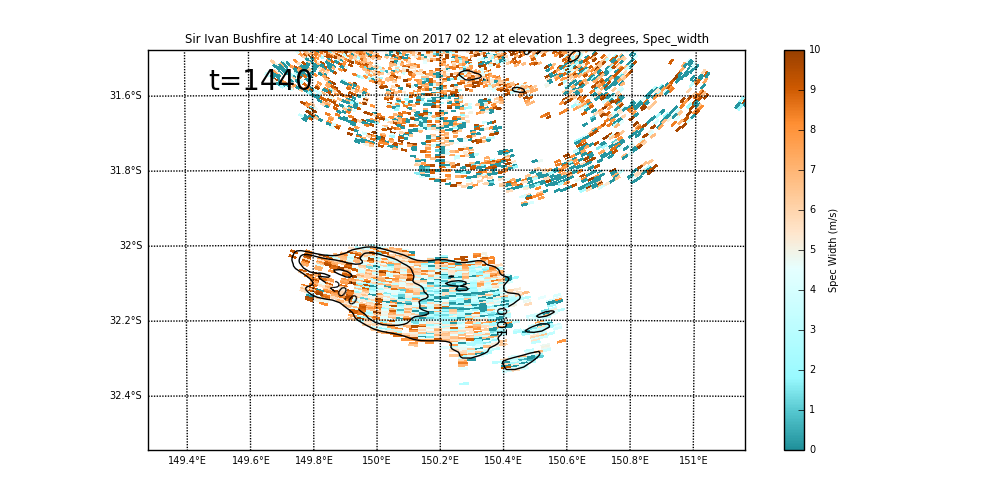 Sir Ivan Bushfire at 14:40 Local Time on 2017 02 12 at elevation 1.3 degrees, Spec_width
t=1440
31.6°S
31.8°S
32°S
32.2°S
32.4°S
149.4°E 149.6°E 149.8°E 150°E 150.2°E 150.4°E 150.6°E 150.8°E 151°E
10
9
8
7
6
5
4
3
2
1
0
Spec Width (m/s)